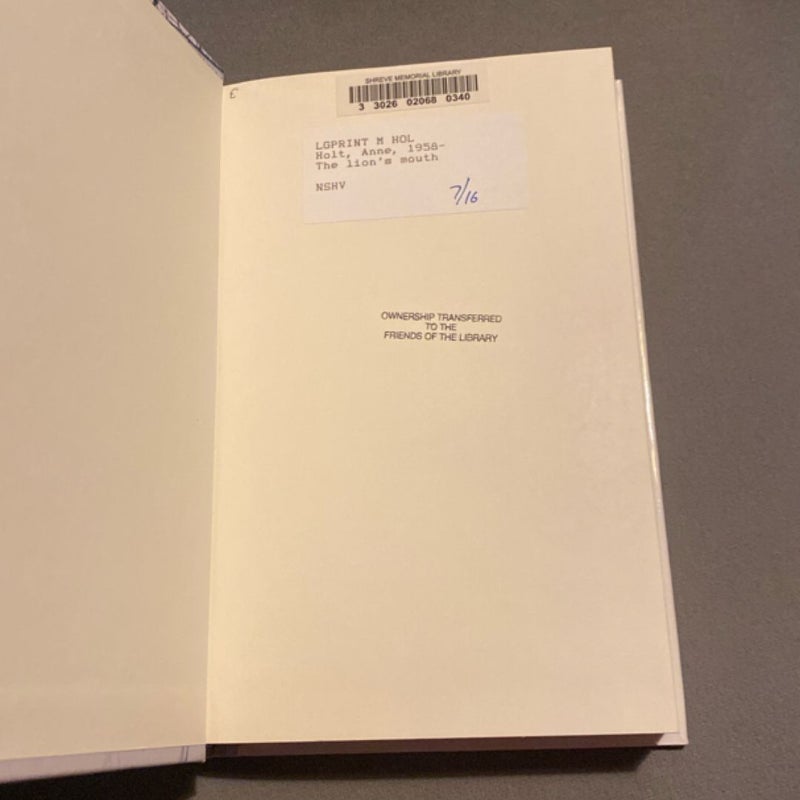 SHREVE MEMORIAL LIBRARY
3 3026 02068 0340
LGPRINT M HOL
Holt, Anne, 1958-
The lion's mouth
NSHV
7/16
OWNERSHIP TRANSFERRED
TO THE
FRIENDS OF THE LIBRARY